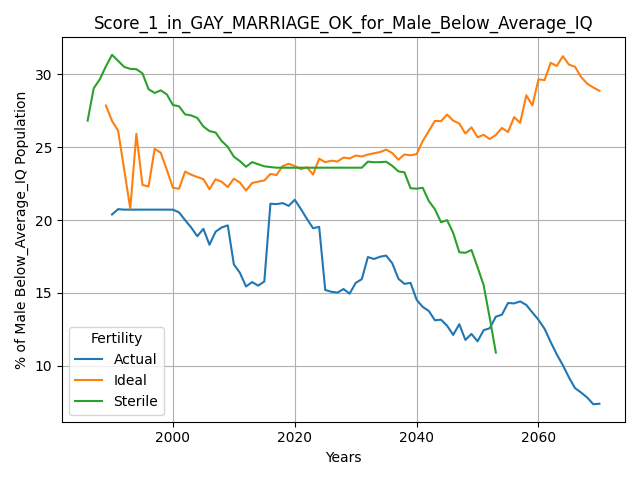 Score_1_in_GAY_MARRIAGE_OK_for_Male_Below_Average_IQ
% of Male Below_Average_IQ Population
30
25
20
15
10
Fertility
Actual
Ideal
Sterile
2000
2020
2040
2060
Years